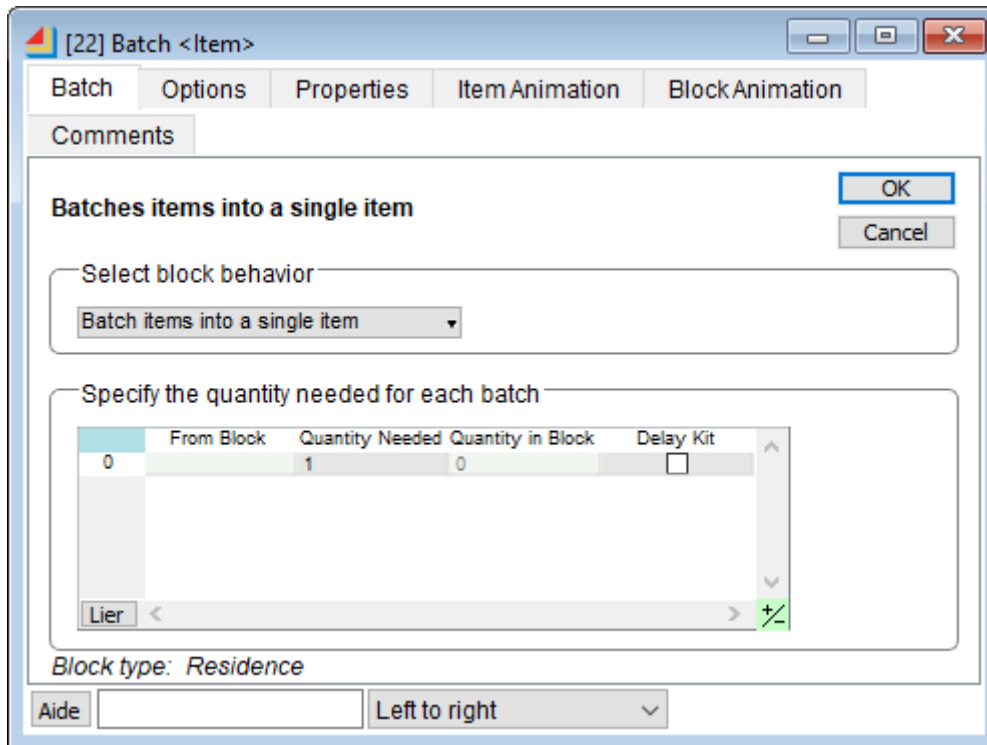 [22] Batch <Item>
Batch Options Properties Item Animation Block Animation
Comments
OK
Batches items into a single item
Cancel
Select block behavior
Batch items into a single item
Specify the quantity needed for each batch
From Block Quantity Needed Quantity in Block Delay Kit
0 1 0
Lier
Block type: Residence
Aide Left to right